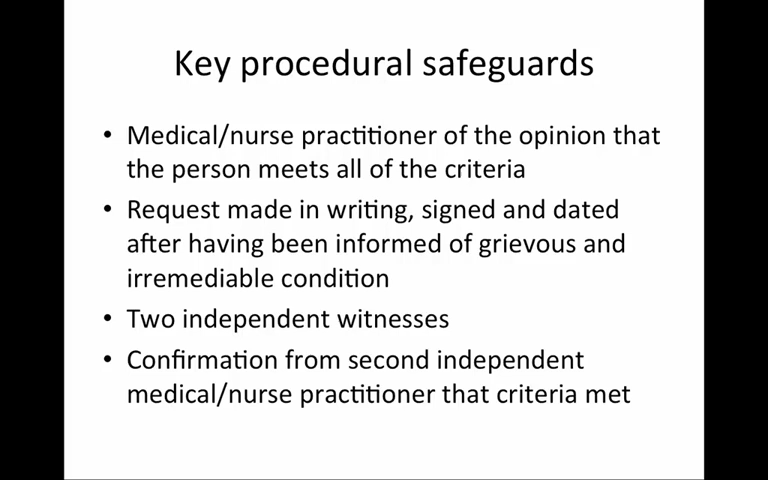 Key procedural safeguards
• Medical/nurse practitioner of the opinion that
the person meets all of the criteria
• Request made in writing, signed and dated
after having been informed of grievous and
irremediable condition
• Two independent witnesses
• Confirmation from second independent
medical/nurse practitioner that criteria met